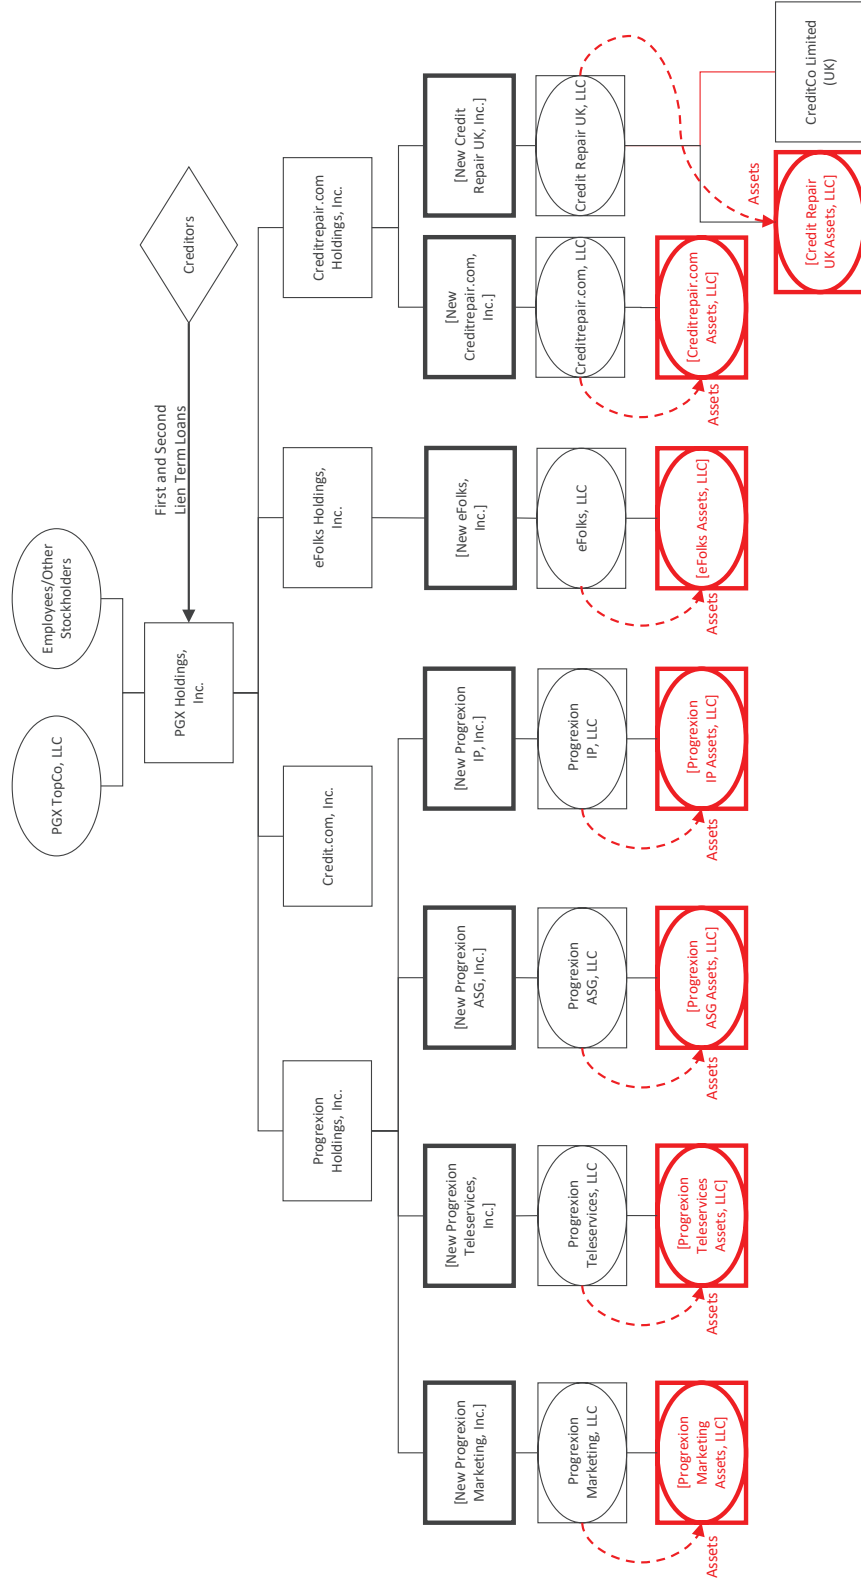 PGX TopCo, LLC
Employees/Other
Stockholders
PGX Holdings,
Inc.
First and Second
Lien Term Loans
Creditors
Progrexion
Holdings, Inc.
Credit.com, Inc.
eFolks Holdings,
Inc.
Creditrepair.com
Holdings, Inc.
[New Progrexion
Marketing, Inc.]
[New Progrexion
Teleservices,
Inc.]
[New Progrexion
ASG, Inc.]
[New Progrexion
IP, Inc.]
[New eFolks,
Inc.]
[New
Creditrepair.com,
Inc.]
[New Credit
Repair UK, Inc.]
Progrexion
Marketing, LLC
Progrexion
Teleservices, LLC
Progrexion
ASG, LLC
Progrexion
IP, LLC
eFolks, LLC
Creditrepair.com, LLC
Credit Repair UK, LLC
Assets
[Progrexion
Marketing
Assets, LLC]
Assets
[Progrexion
Teleservices
Assets, LLC]
Assets
[Progrexion
ASG Assets, LLC]
Assets
[Progrexion
IP Assets, LLC]
Assets
[eFolks Assets, LLC]
Assets
[Creditrepair.com
Assets, LLC]
Assets
[Credit Repair
UK Assets, LLC]
CreditCo Limited
(UK)